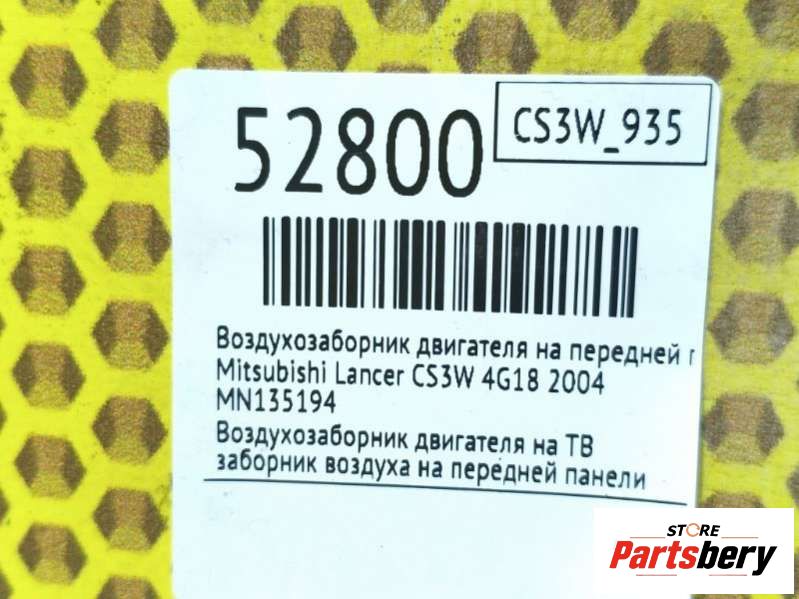 52800
CS3W_935
Воздухозаборник двигателя на передней
Mitsubishi Lancer CS3W 4G18 2004
MN135194
Воздухозаборник двигателя на ТВ
заборник воздуха на передней панели
STORE
Partsbery